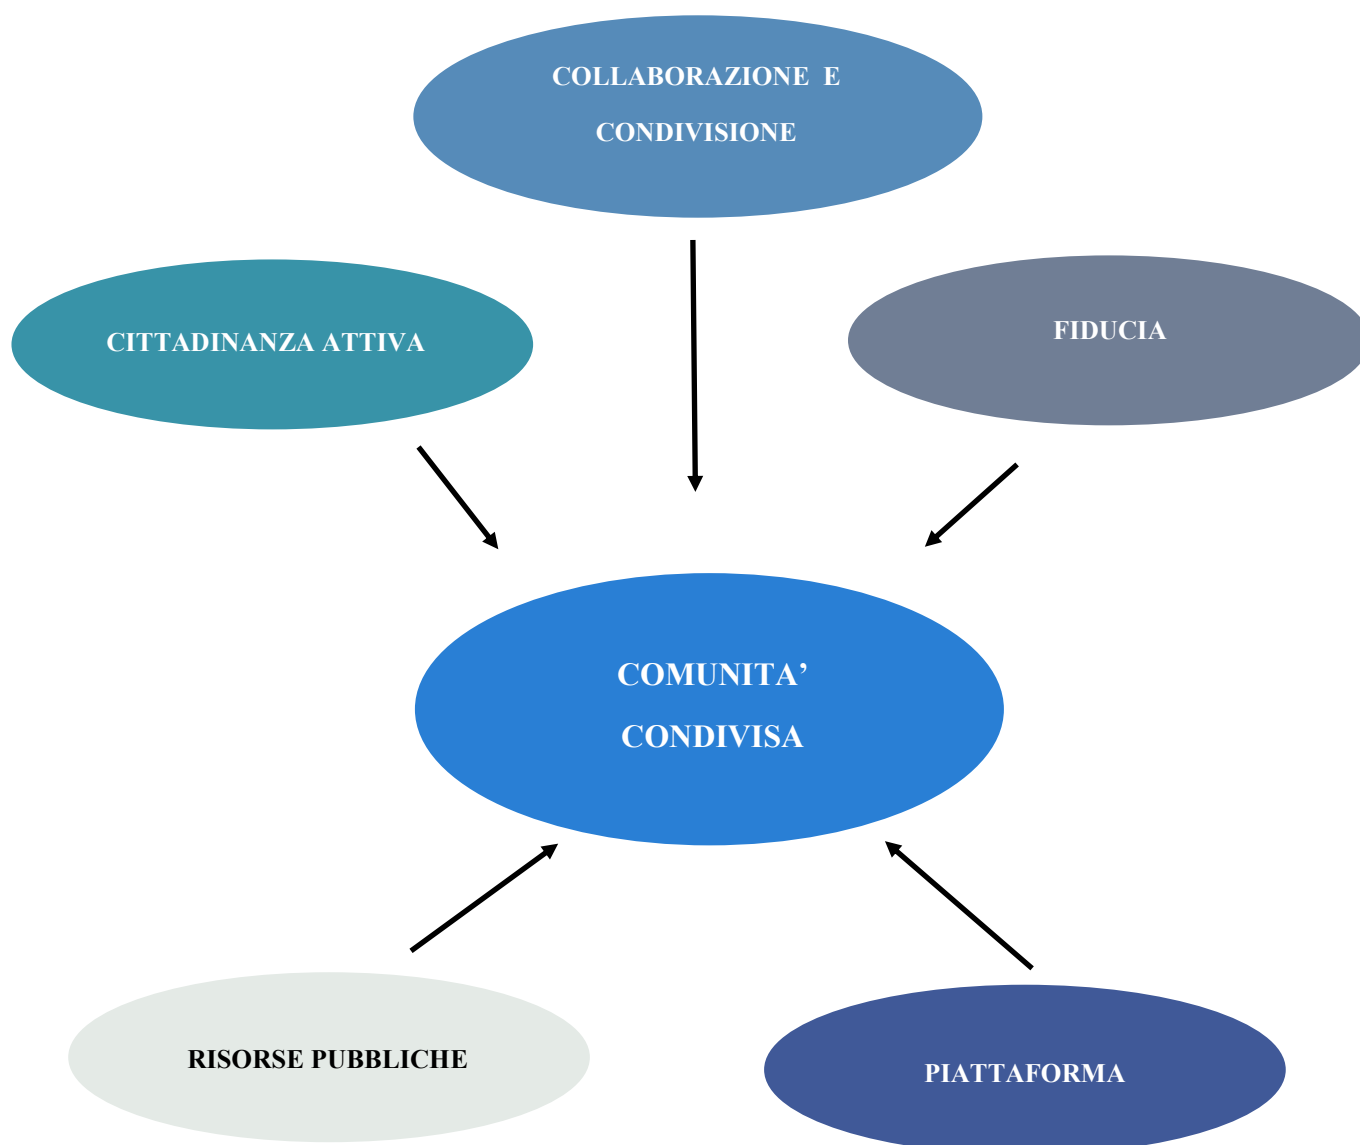 COLLABORAZIONE E
CONDIVISIONE
CITTADINANZA ATTIVA
FIDUCIA
COMUNITA’
CONDIVISA
RISORSE PUBBLICHE
PIATTAFORMA